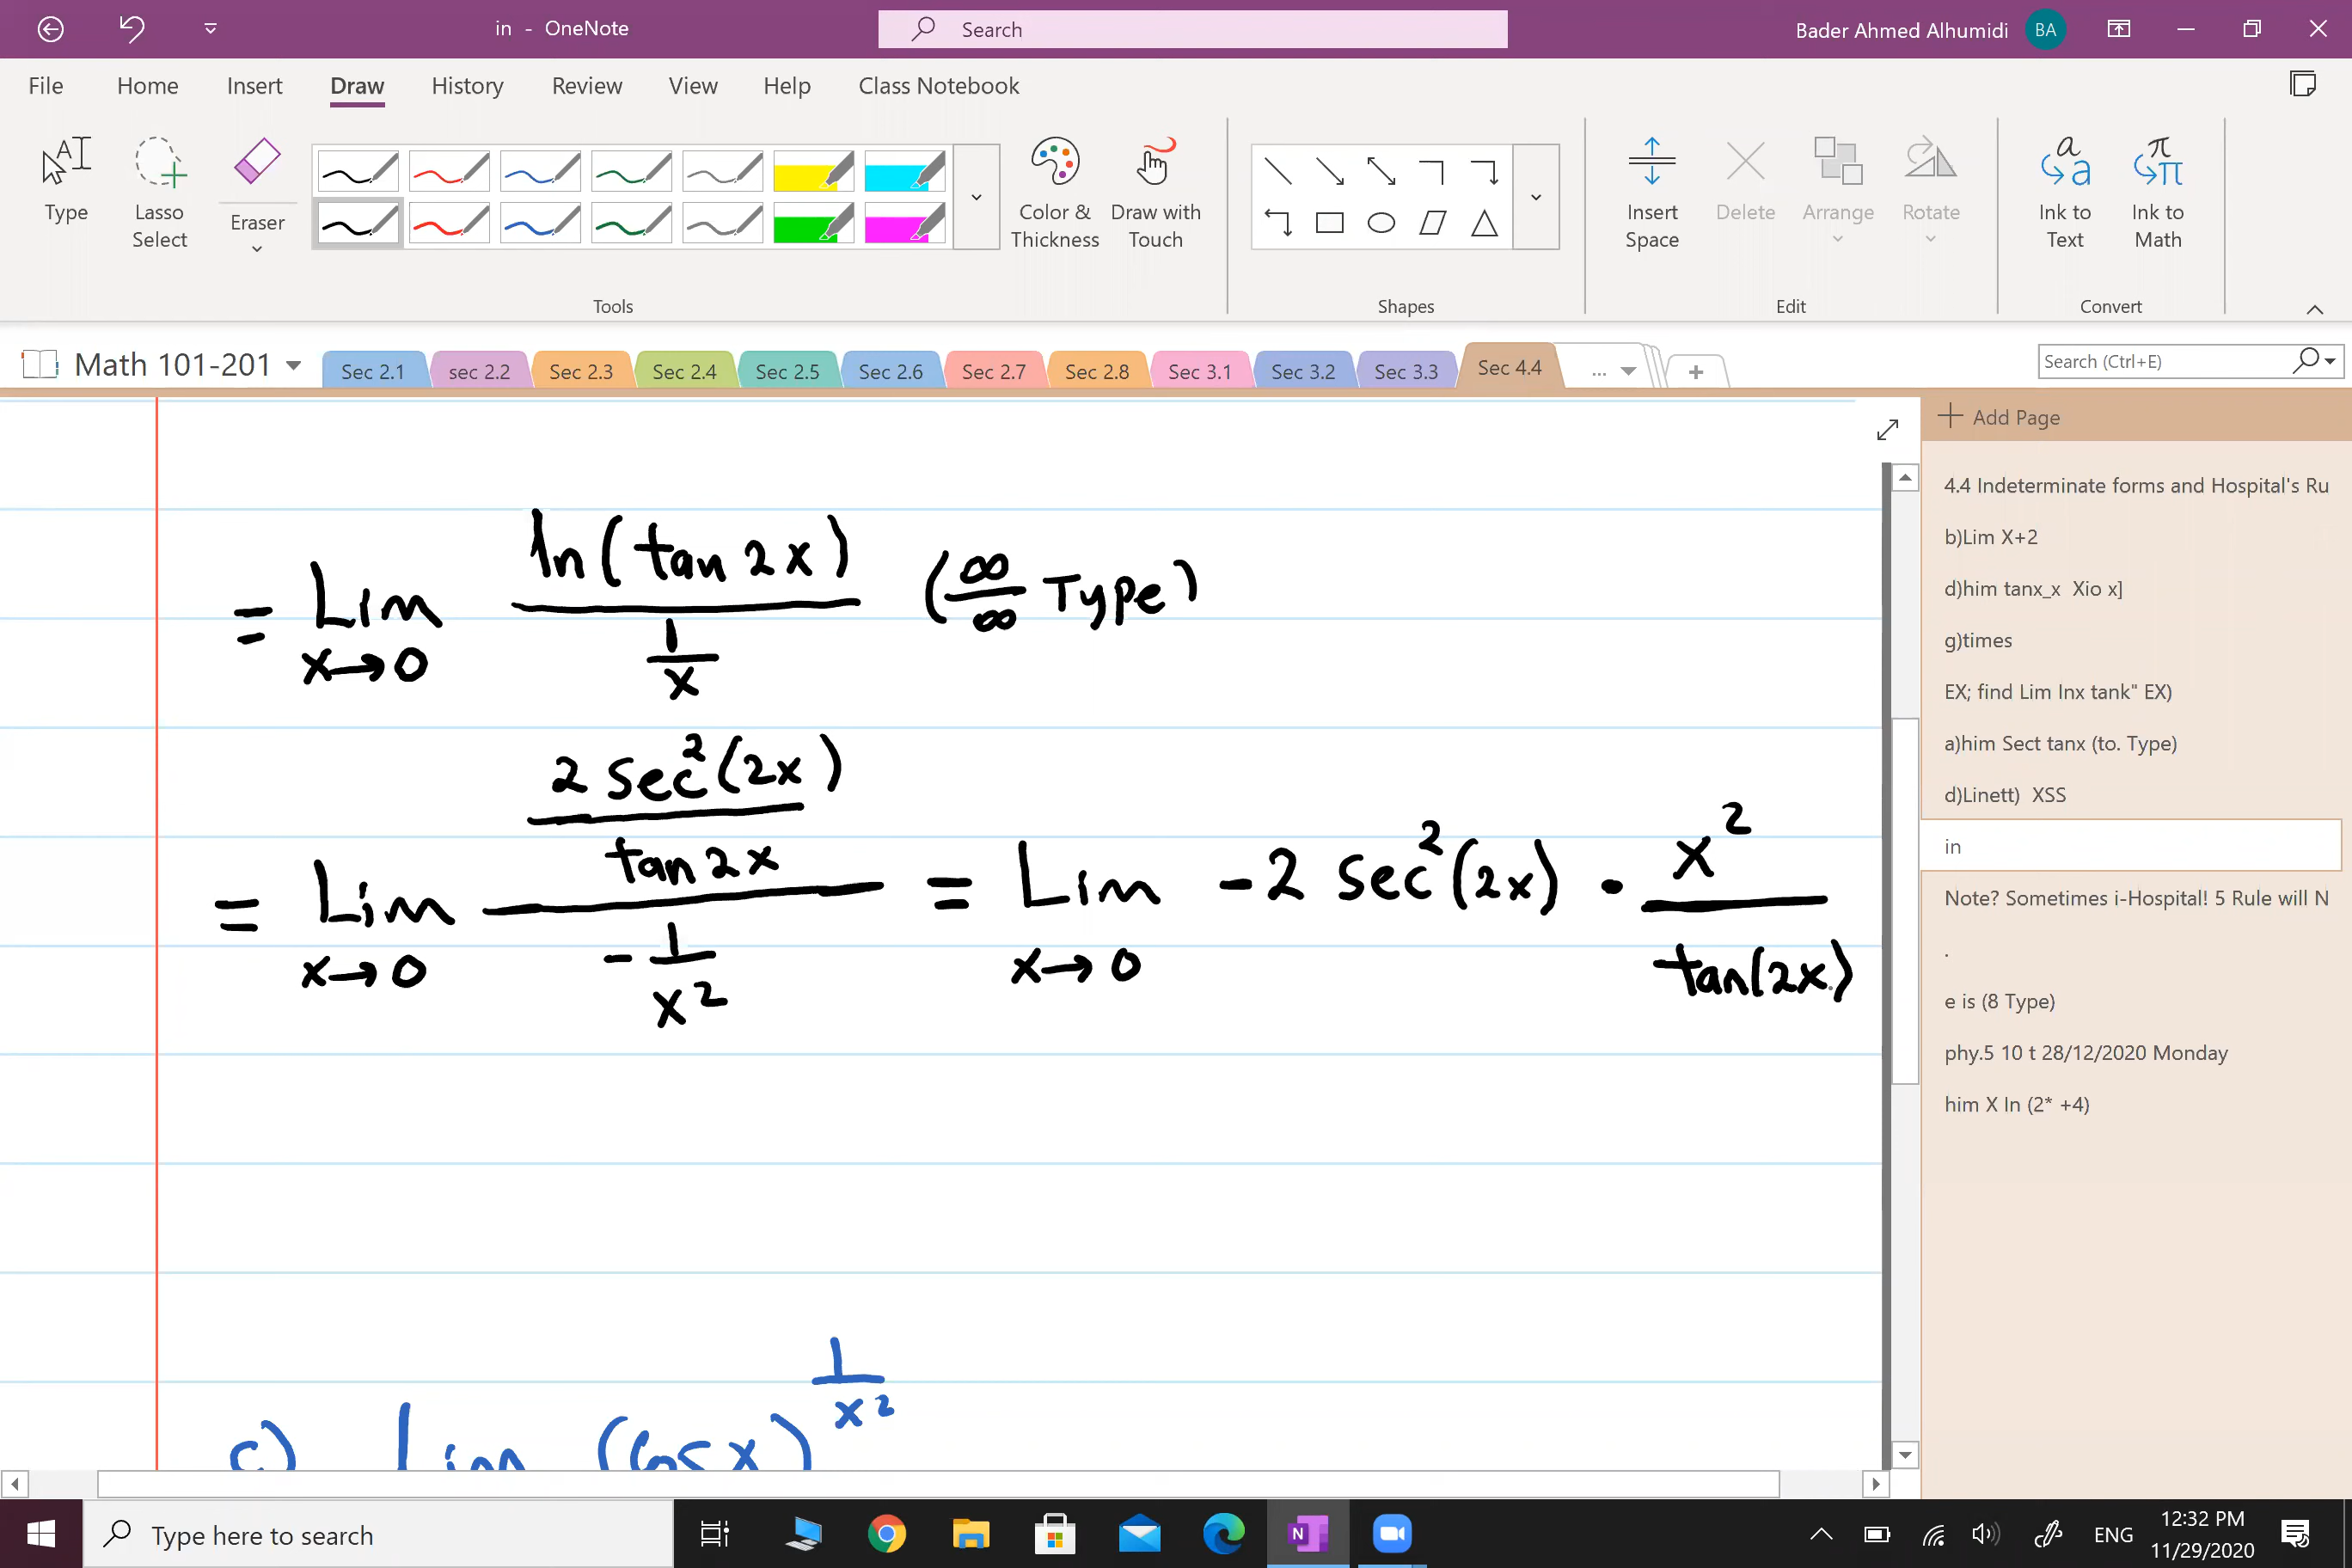 in - OneNote
Search
Bader Ahmed Alhumidi BA
File Home Insert Draw History Review View Help Class Notebook
Type
Lasso Select
Eraser
Color & Thickness
Draw with Touch
Insert Space
Delete
Arrange
Rotate
Ink to Text
Ink to Math
Tools Shapes Edit Convert
Math 101-201 Sec 2.1 sec 2.2 Sec 2.3 Sec 2.4 Sec 2.5 Sec 2.6 Sec 2.7 Sec 2.8 Sec 3.1 Sec 3.2 Sec 3.3 Sec 4.4 ... +
Search (Ctrl+E)
= Lim x→0 ln(tan 2x) / (1/x) (∞/∞ Type)
= Lim x→0 (2 sec²(2x) / tan 2x) / (-1/x²) = Lim x→0 -2 sec²(2x) · x² / tan(2x)
c) Lim (cos x)^(1/x²)
Add Page
4.4 Indeterminate forms and Hospital's Ru
b)Lim X+2
d)him tanx_x Xio x]
g)times
EX; find Lim Inx tank" EX)
a)him Sect tanx (to. Type)
d)Linett) XSS
in
Note? Sometimes i-Hospital! 5 Rule will N
.
e is (8 Type)
phy.5 10 t 28/12/2020 Monday
him X In (2* +4)
Type here to search
ENG
12:32 PM
11/29/2020